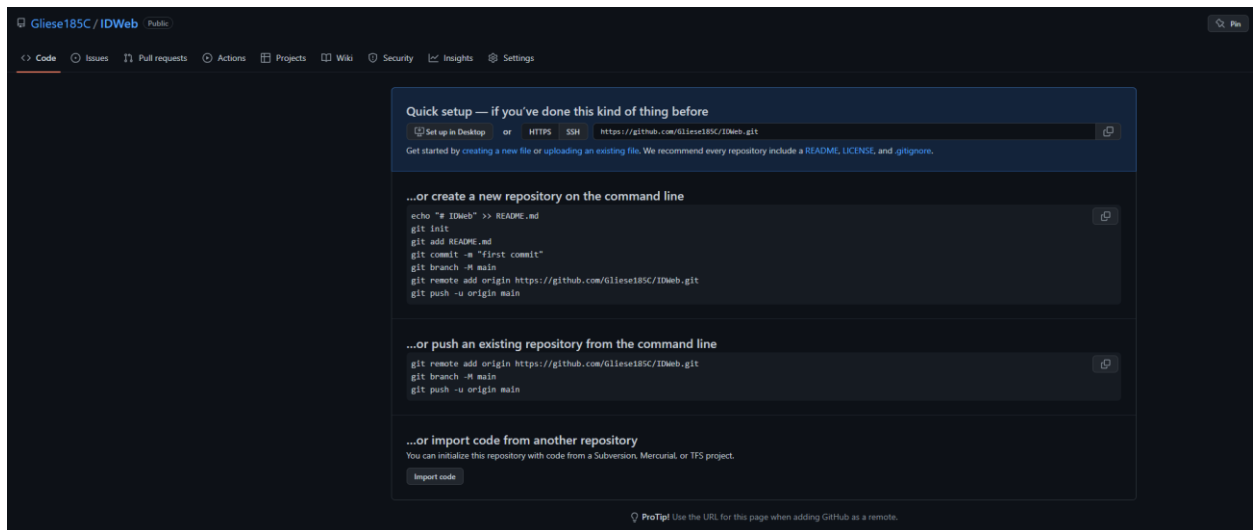 Gliese185C / IDWeb Public
Pin
Code Issues Pull requests Actions Projects Wiki Security Insights Settings
Quick setup — if you've done this kind of thing before
Set up in Desktop or HTTPS SSH https://github.com/Gliese185C/IDWeb.git
Get started by creating a new file or uploading an existing file. We recommend every repository include a README, LICENSE, and .gitignore.
...or create a new repository on the command line
echo "# IDWeb" >> README.md
git init
git add README.md
git commit -m "first commit"
git branch -M main
git remote add origin https://github.com/Gliese185C/IDWeb.git
git push -u origin main
...or push an existing repository from the command line
git remote add origin https://github.com/Gliese185C/IDWeb.git
git branch -M main
git push -u origin main
...or import code from another repository
You can initialize this repository with code from a Subversion, Mercurial, or TFS project.
Import code
ProTip! Use the URL for this page when adding GitHub as a remote.